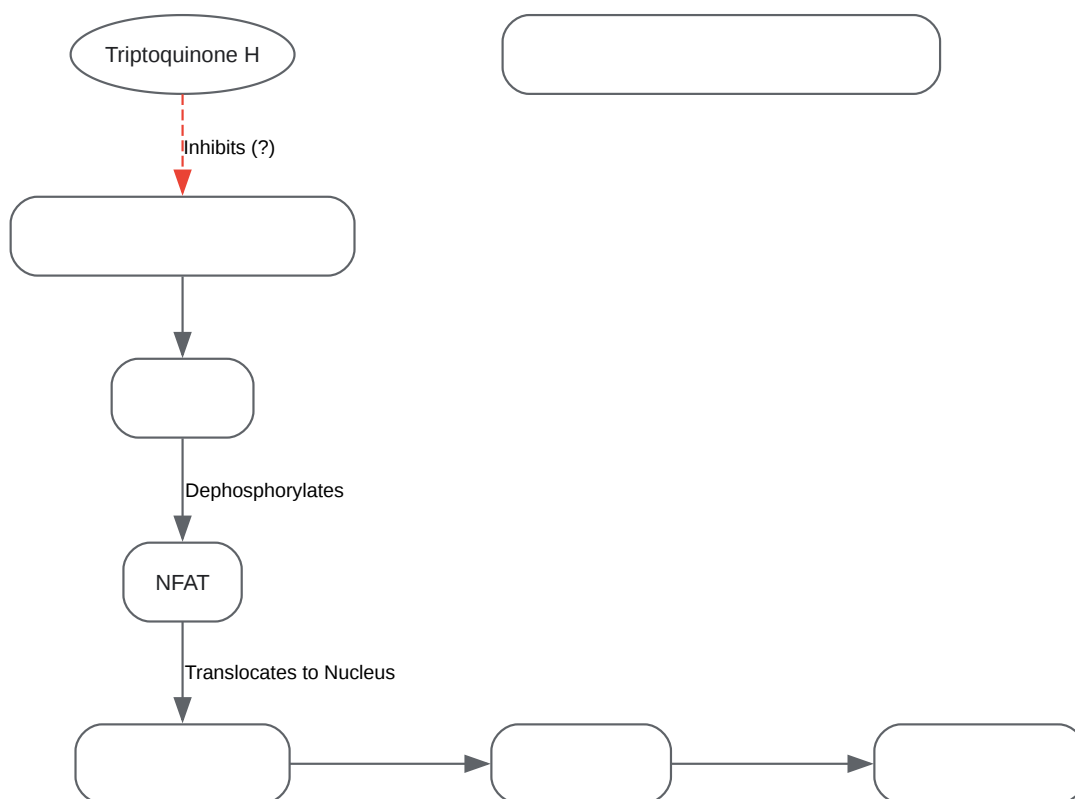 Triptoquinone H
Inhibits (?)
Dephosphorylates
NFAT
Translocates to Nucleus